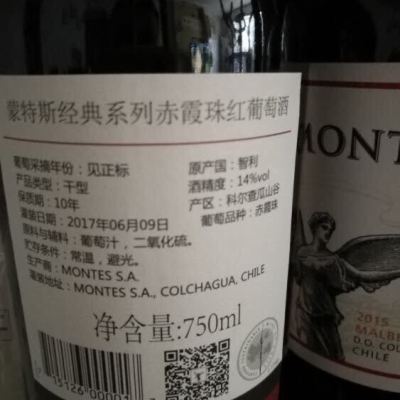 蒙特斯经典系列赤霞珠红葡萄酒
葡萄采摘年份：见正标 原产国：智利
产品类型：干型 酒精度：14%vol
保质期：10年 产区：科尔查瓜山谷
灌装日期：2017年06月09日 葡萄品种：赤霞珠
原料与辅料：葡萄汁，二氧化硫。
贮存条件：常温，避光。
生产商：MONTES S.A.
灌装地址：MONTES S.A., COLCHAGUA, CHILE
净含量:750ml
MONTES
2015
D.O.
CHILE